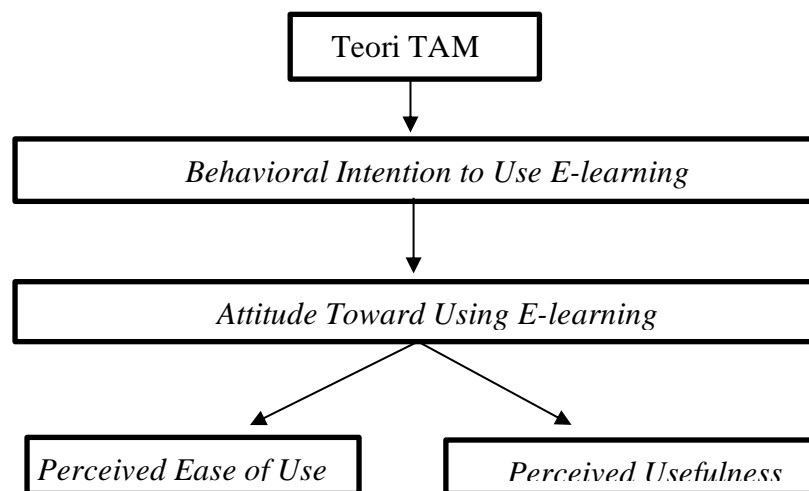 Teori TAM
Behavioral Intention to Use E-learning
Attitude Toward Using E-learning
Perceived Ease of Use
Perceived Usefulness